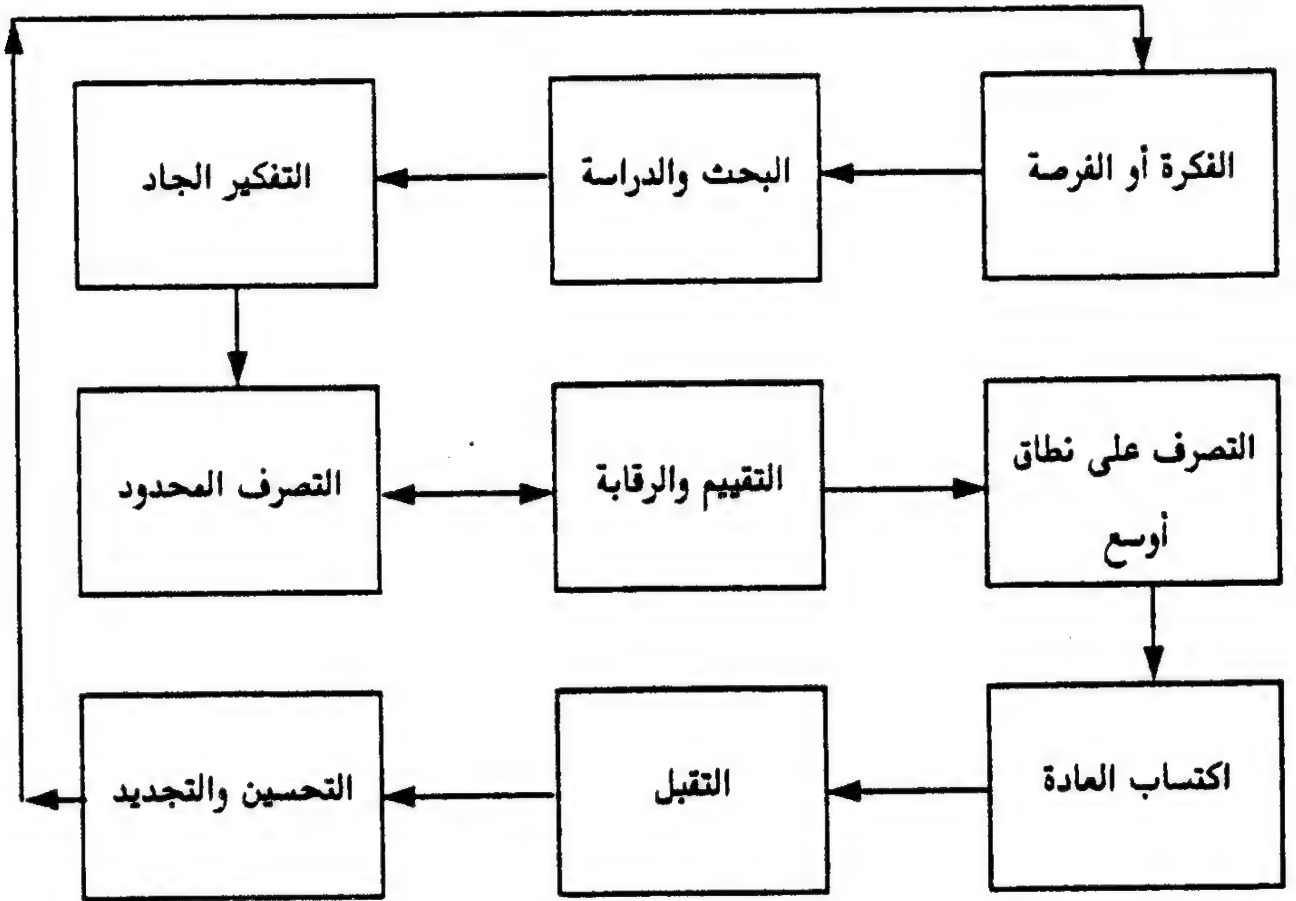 الفكرة أو الفرصة
البحث والدراسة
التفكير الجاد
التصرف المحدود
التقييم والرقابة
التصرف على نطاق
أوسع
اكتساب العادة
التقبل
التحسين والتجديد